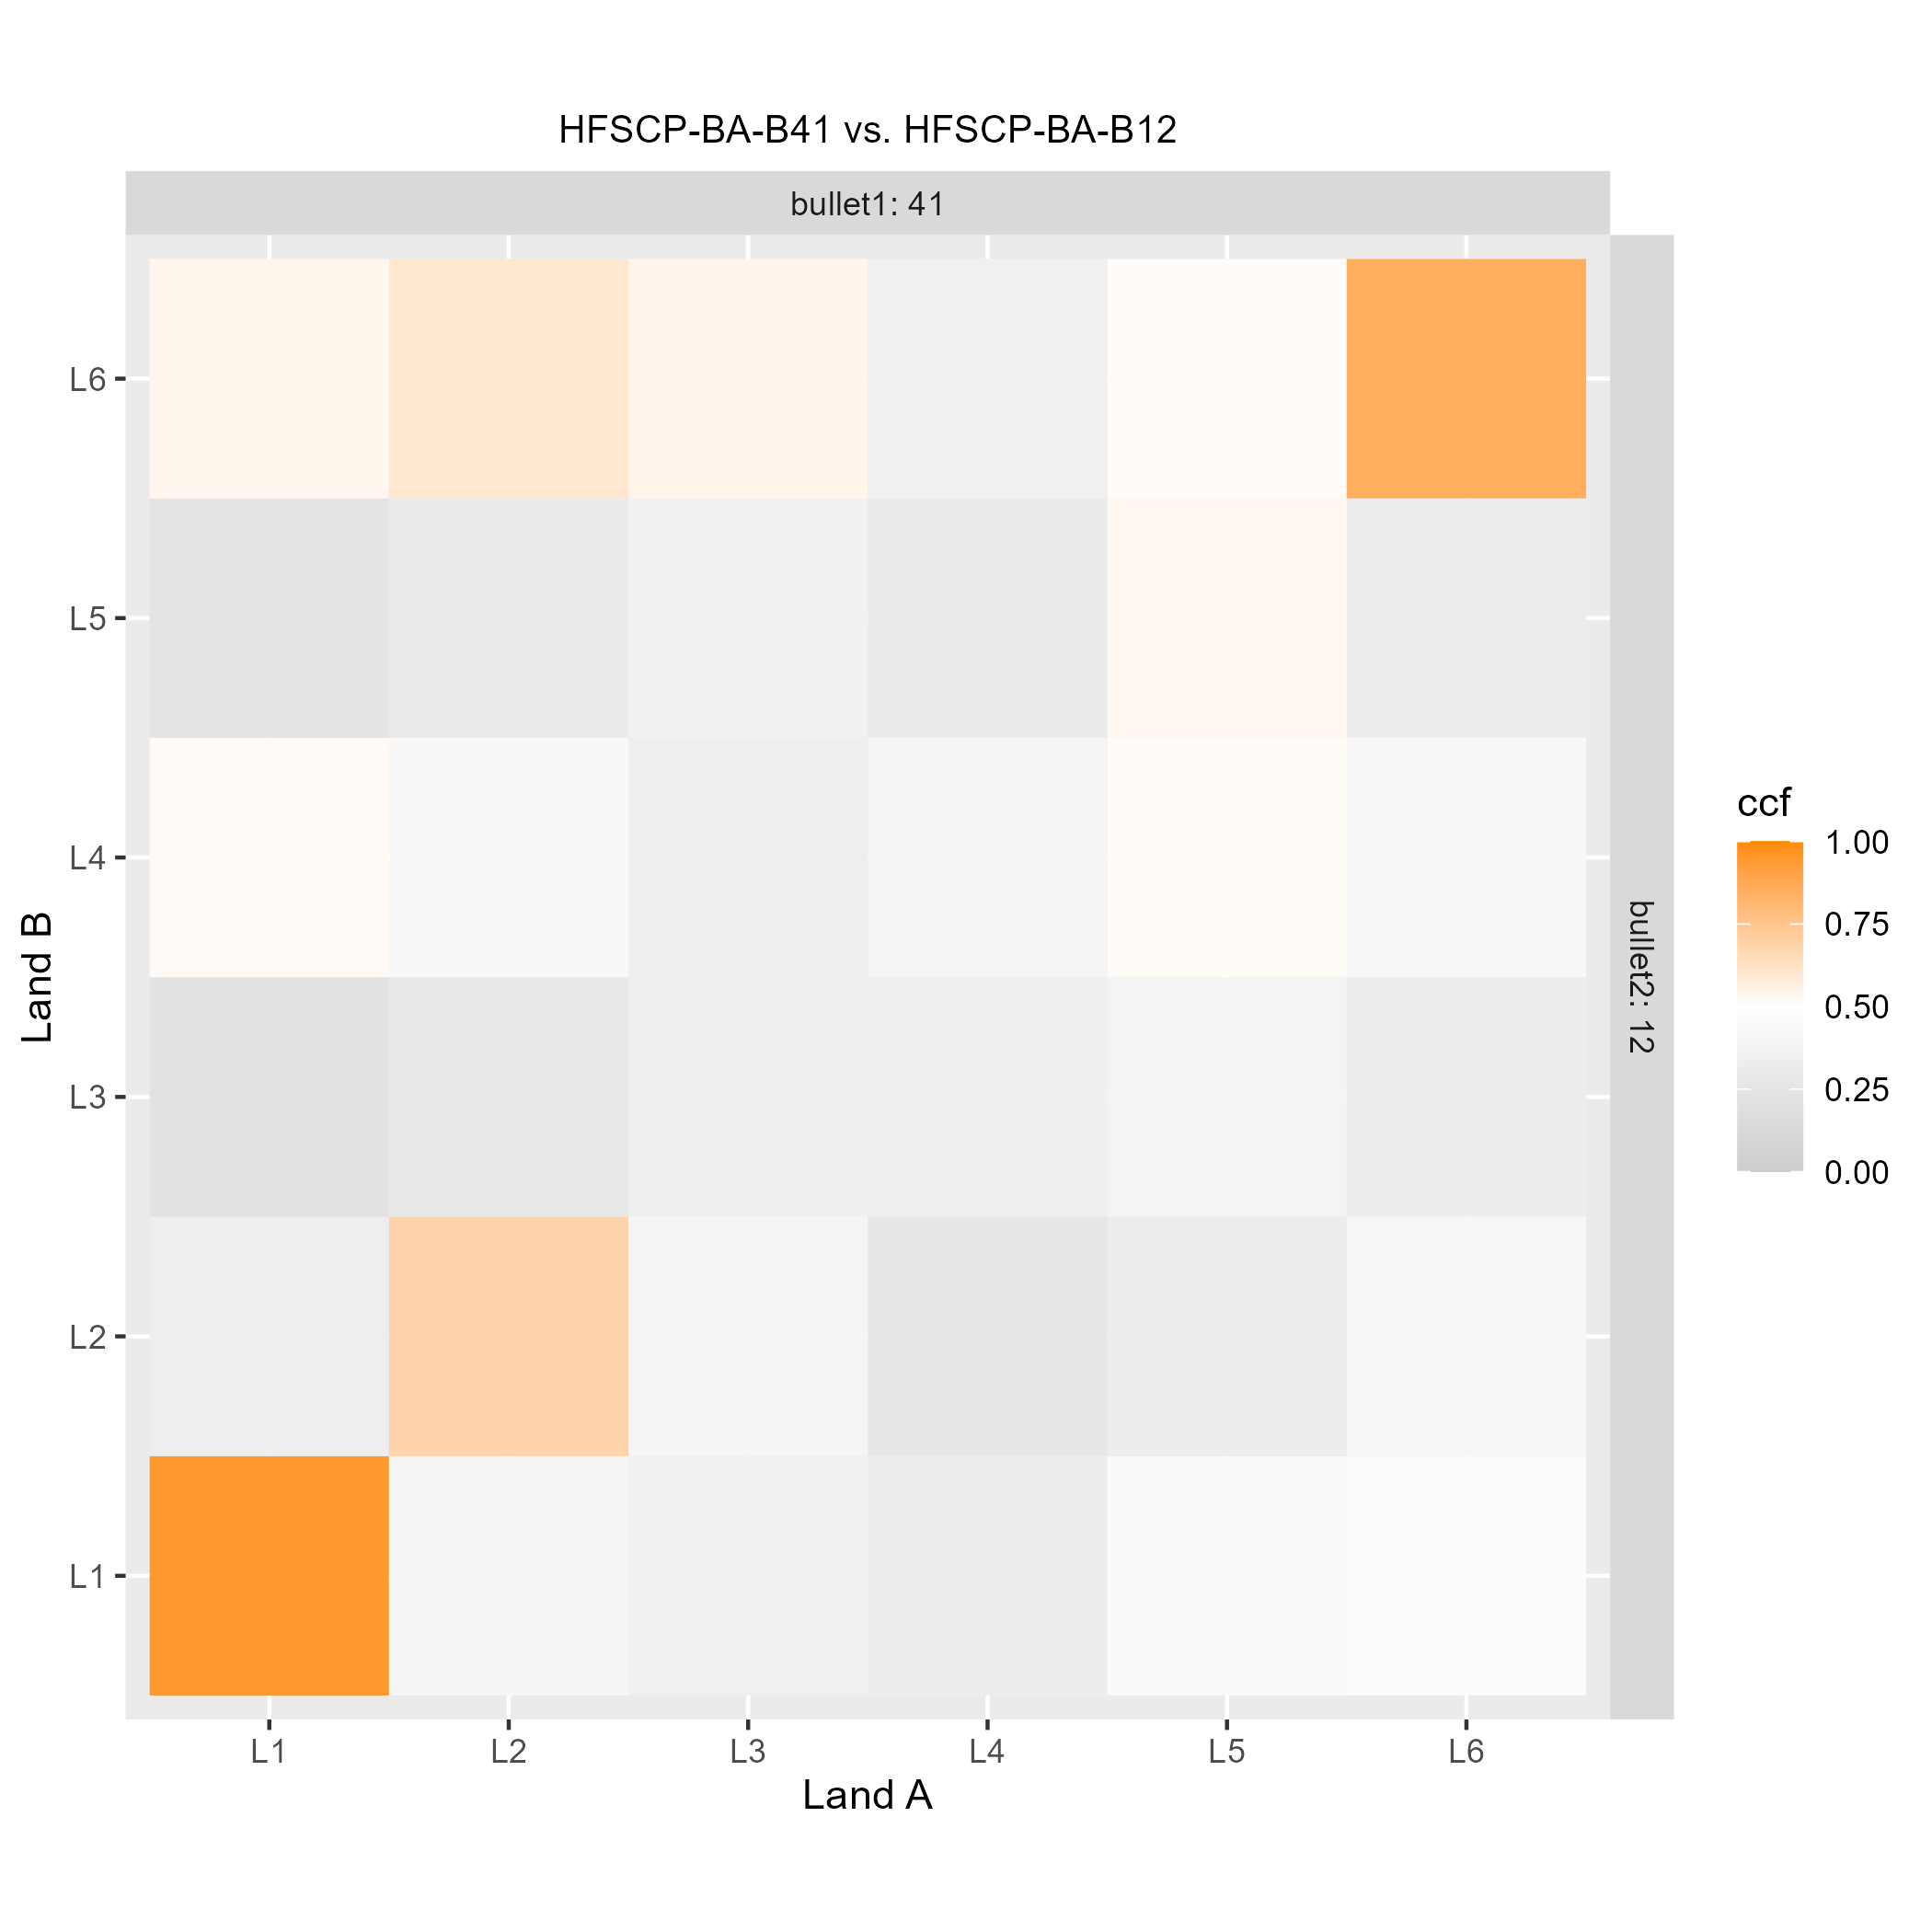 HFSCP-BA-B41 vs. HFSCP-BA-B12
bullet1: 41
L6
L5
L4
L3
L2
L1
Land B
bullet2: 12
L1 L2 L3 L4 L5 L6
Land A
ccf
1.00
0.75
0.50
0.25
0.00